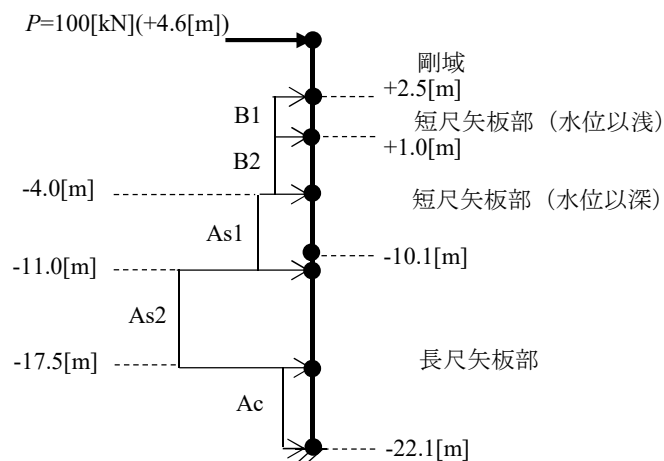 P=100[kN](+4.6[m])
剛域
+2.5[m]
B1
短尺矢板部（水位以浅）
+1.0[m]
B2
-4.0[m]
短尺矢板部（水位以深）
As1
-10.1[m]
-11.0[m]
As2
-17.5[m]
長尺矢板部
Ac
-22.1[m]